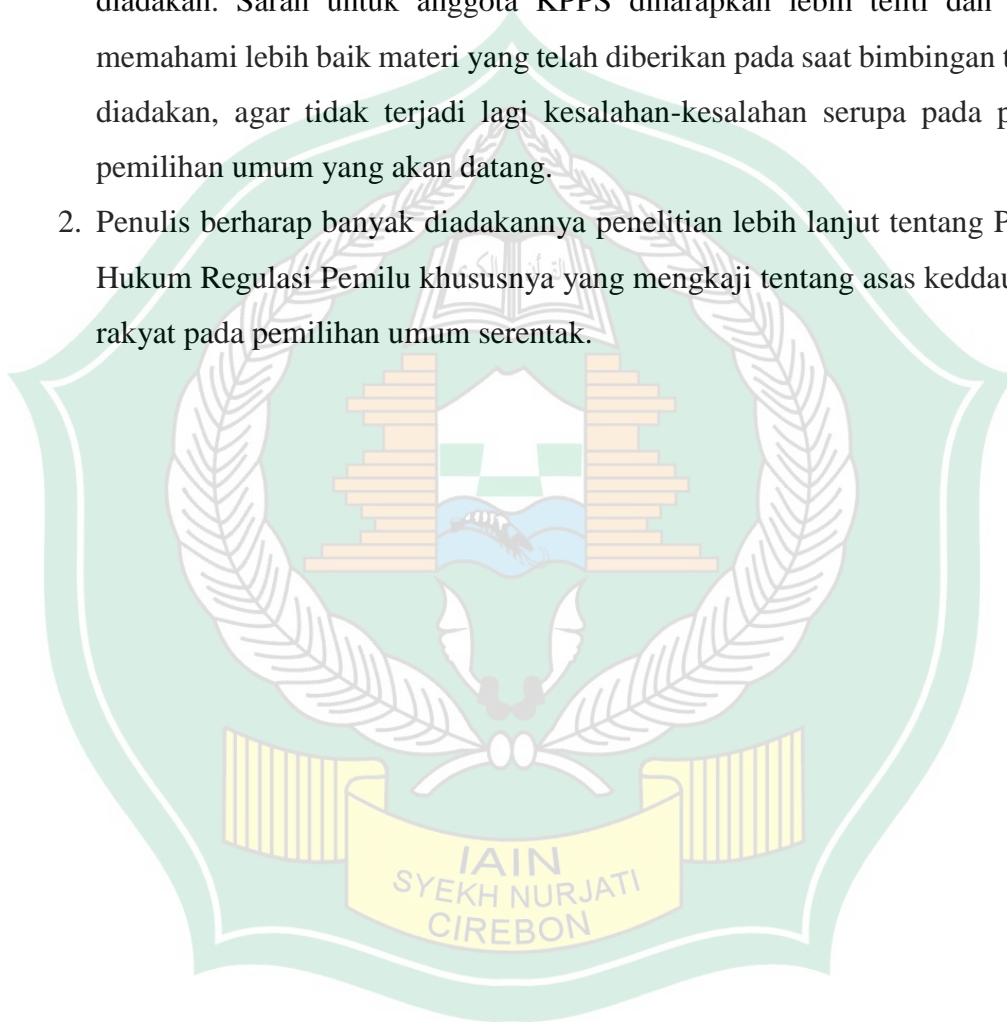 diadakan. Saran untuk anggota KPPS diharapkan lebih teliti dan
memahami lebih baik materi yang telah diberikan pada saat bimbingan
diadakan, agar tidak terjadi lagi kesalahan-kesalahan serupa pada
pemilihan umum yang akan datang.
2. Penulis berharap banyak diadakannya penelitian lebih lanjut tentang
Hukum Regulasi Pemilu khususnya yang mengkaji tentang asas keddau
rakyat pada pemilihan umum serentak.
IAIN
SYEKH NURJATI
CIREBON